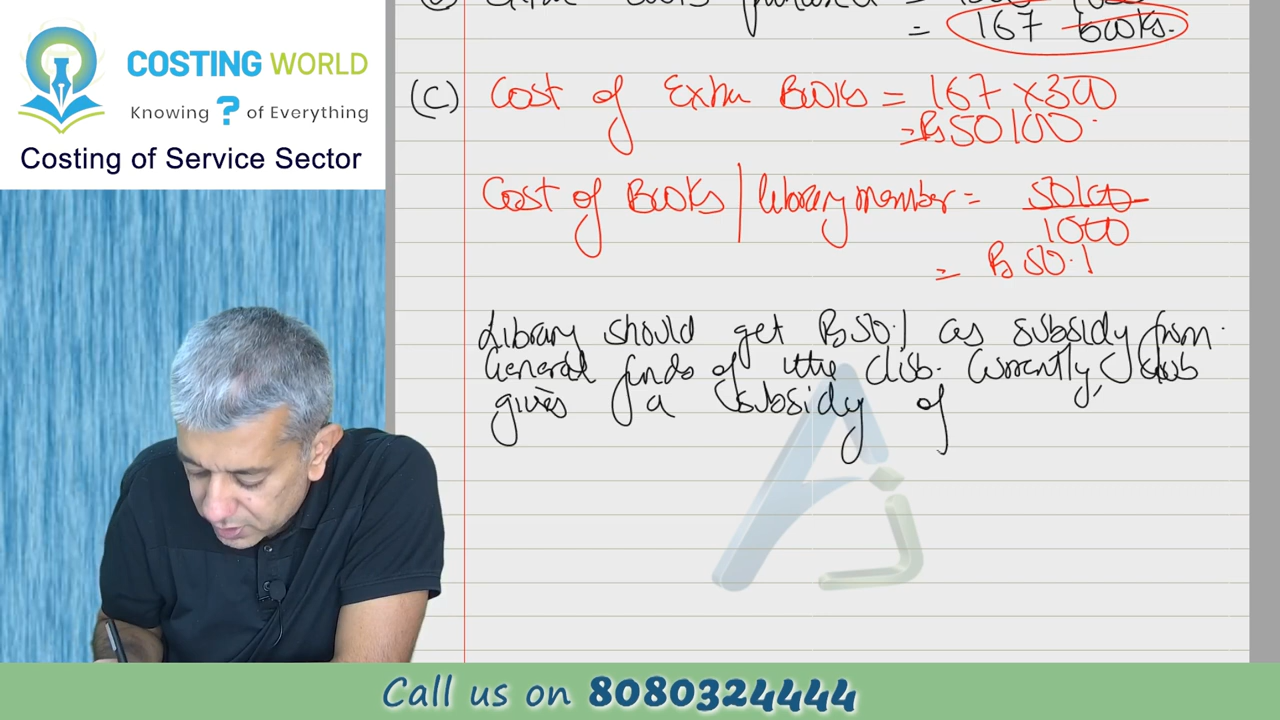 COSTING WORLD
Knowing ? of Everything
Costing of Service Sector
= 167 books.
(C) Cost of Extra Books = 167 x 300
= Rs 50100.
Cost of Books / library member = 50100
1000
= Rs 50.1
Library should get Rs 50.1 as subsidy from
General funds of the club. Currently, club
gives a subsidy of
Call us on 8080324444